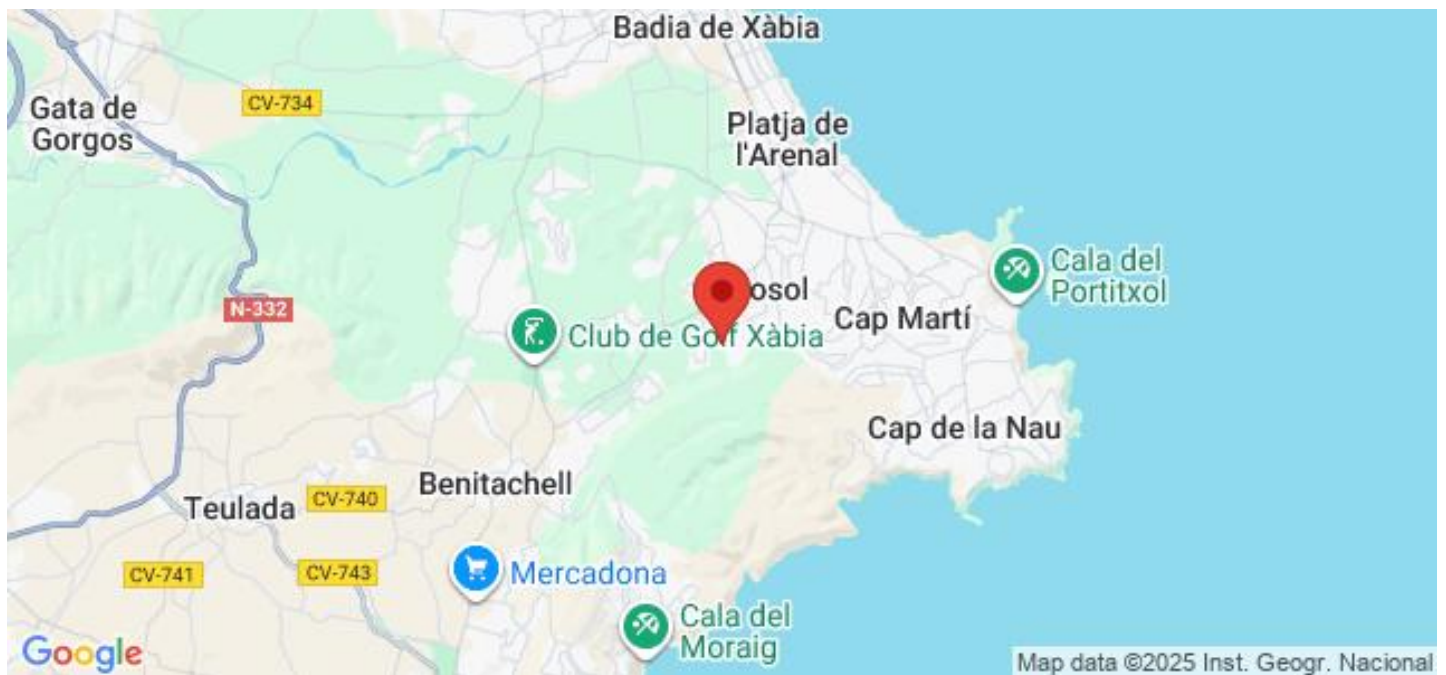 Badia de Xàbia
CV-734
Gata de
Gorgos
Platja de
l'Arenal
Cala del
Portitxol
osol
N-332
Cap Martí
Club de Golf Xàbia
Cap de la Nau
Benitachell
CV-740
Teulada
CV-741
CV-743
Mercadona
Cala del
Moraig
Google
Map data ©2025 Inst. Geogr. Nacional